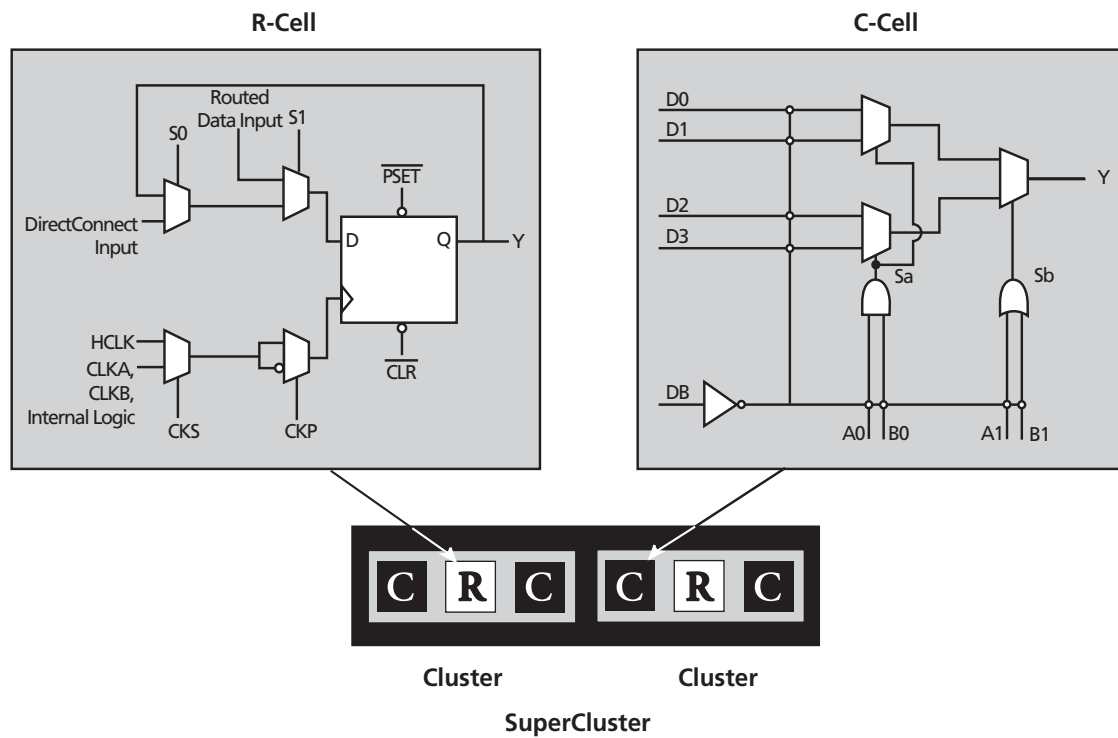 R-Cell
Routed
Data Input
S1
S0
DirectConnect
Input
PSET
D
Q
Y
HCLK
CLKA,
CLKB,
Internal Logic
CKS
CKP
CLR
C-Cell
D0
D1
D2
D3
Sa
Sb
Y
DB
A0
B0
A1
B1
C
R
C
C
R
C
Cluster
Cluster
SuperCluster